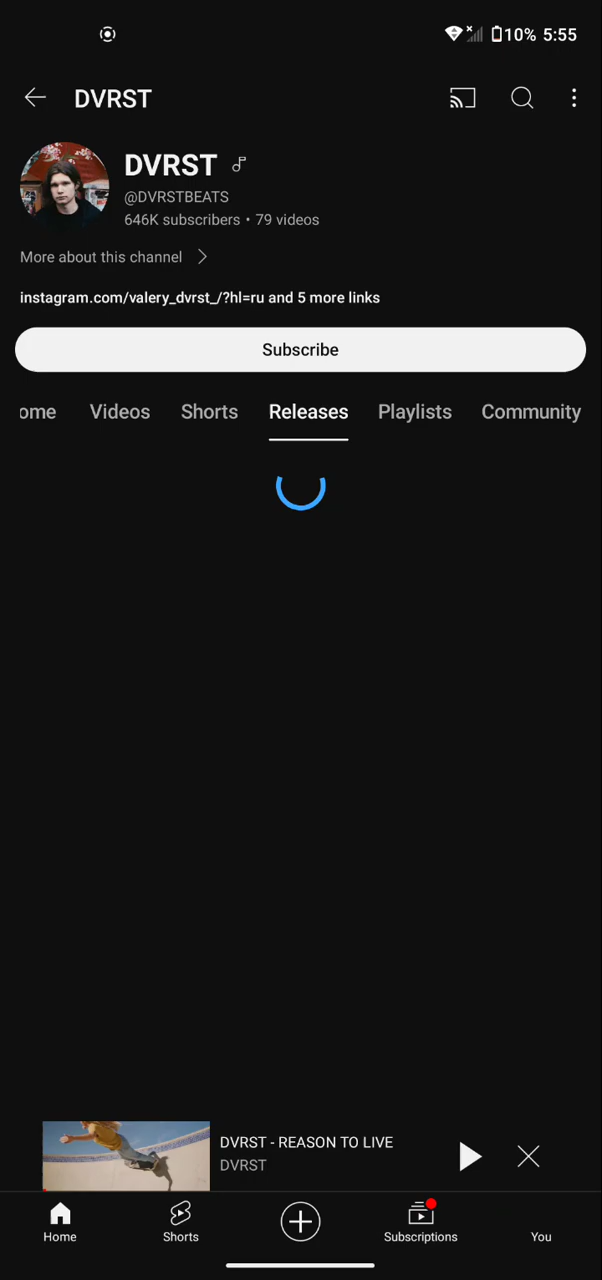 10% 5:55
DVRST
DVRST
@DVRSTBEATS
646K subscribers • 79 videos
More about this channel
instagram.com/valery_dvrst_/?hl=ru and 5 more links
Subscribe
ome Videos Shorts Releases Playlists Community
DVRST - REASON TO LIVE
DVRST
Home Shorts Subscriptions You